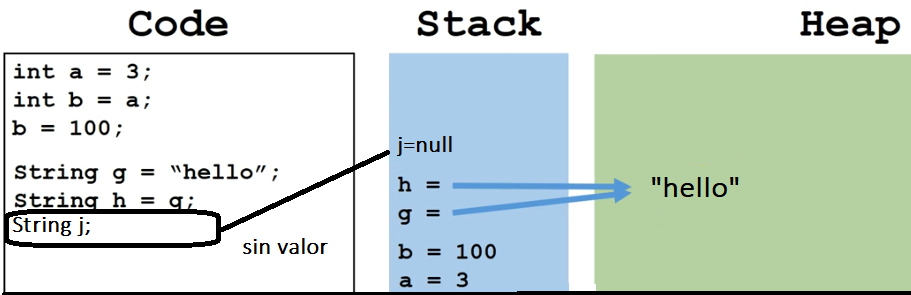 Code
int a = 3;
int b = a;
b = 100;
String g = “hello”;
String h = g;
String j;
sin valor
Stack
j=null
h =
g =
b = 100
a = 3
Heap
"hello"